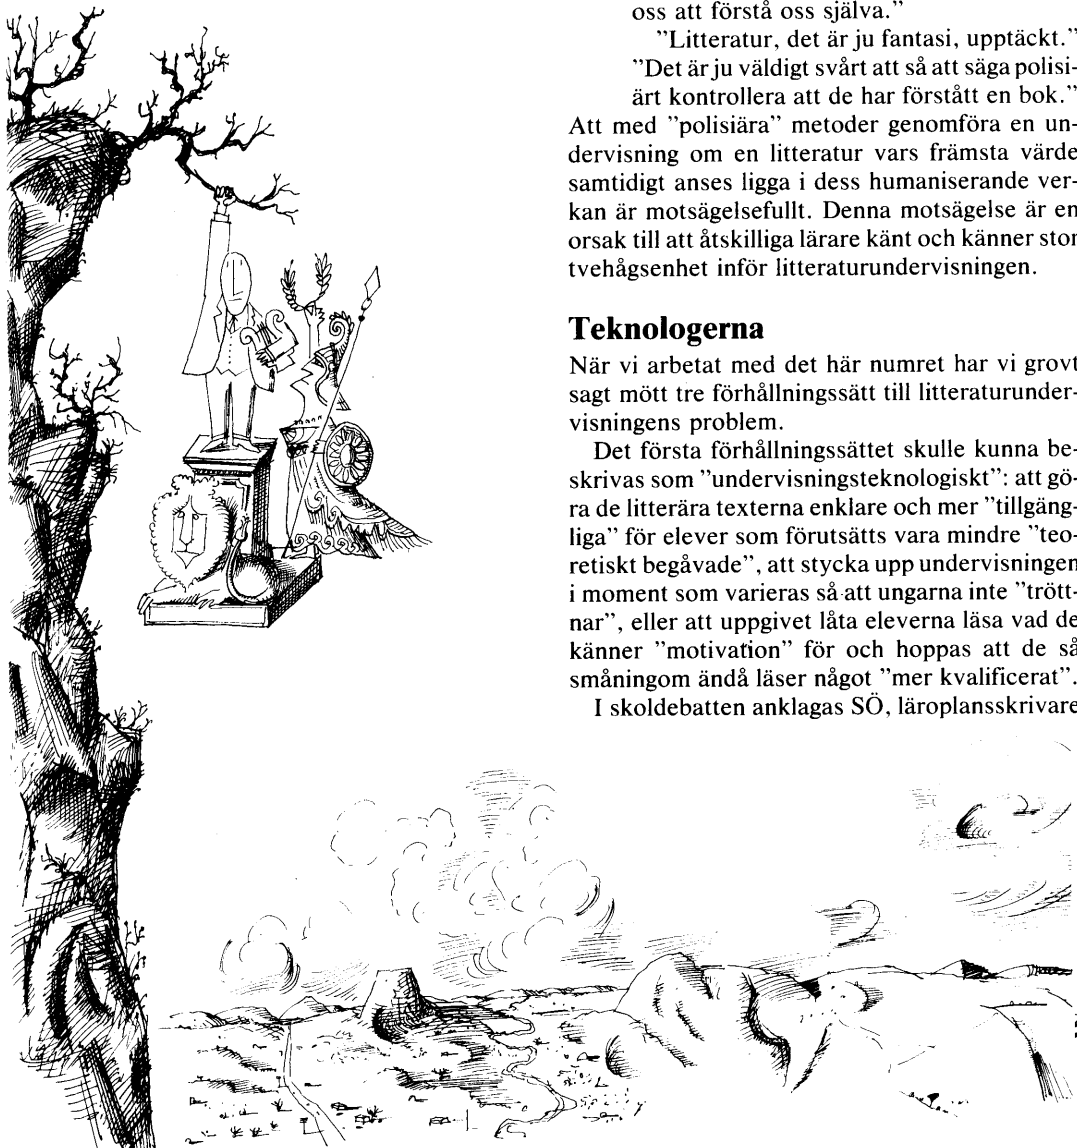 oss att förstå oss själva.”
”Litteratur, det är ju fantasi, upptäckt.”
”Det är ju väldigt svårt att så att säga polisi-
ärt kontrollera att de har förstått en bok.”
Att med ”polisiära” metoder genomföra en un-
dervisning om en litteratur vars främsta värde
samtidigt anses ligga i dess humaniserande ver-
kan är motsägelsefullt. Denna motsägelse är en
orsak till att åtskilliga lärare känt och känner stor
tvehågsenhet inför litteraturundervisningen.
Teknologerna
När vi arbetat med det här numret har vi grovt
sagt mött tre förhållningssätt till litteraturunder-
visningens problem.
Det första förhållningssättet skulle kunna be-
skrivas som ”undervisningsteknologiskt”: att gö-
ra de litterära texterna enklare och mer ”tillgäng-
liga” för elever som förutsätts vara mindre ”teo-
retiskt begåvade”, att stycka upp undervisningen
i moment som varieras så att ungarna inte ”trött-
nar”, eller att uppgivet låta eleverna läsa vad de
känner ”motivation” för och hoppas att de så
småningom ändå läser något ”mer kvalificerat”.
I skoldebatten anklagas SÖ, läroplansskrivare